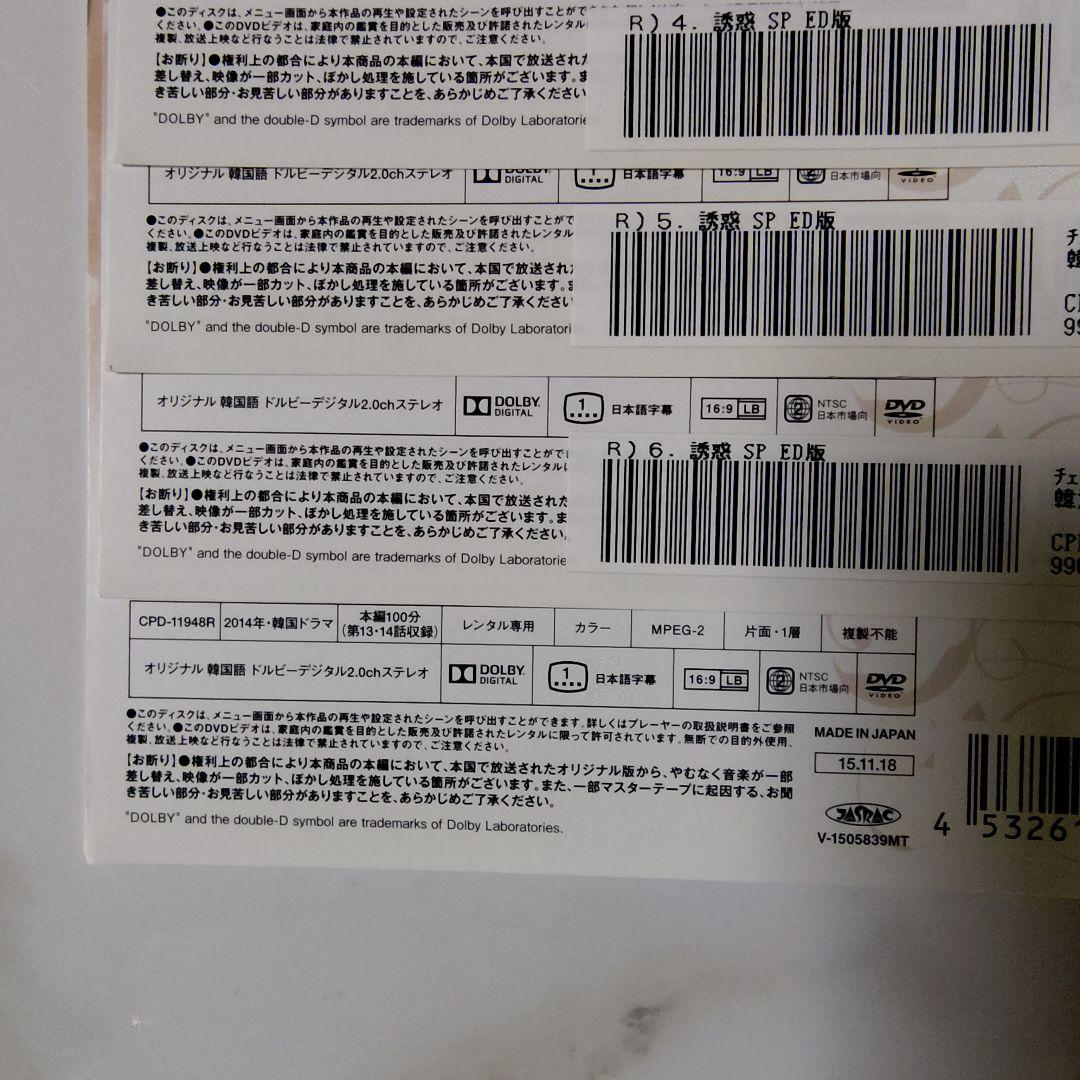 ●このディスクは、メニュー画面から本作品の再生や設定されたシーンを呼び出すことがで
ください。●このDVDビデオは、家庭内の鑑賞を目的とした販売及び許諾されたレンタル
複製、放送上映など行なうことは法律で禁止されていますので、ご注意ください。
【お断り】●権利上の都合により本商品の本編において、本国で放送された
差し替え、映像が一部カット、ぼかし処理を施している箇所がございます。ま
き苦しい部分・お見苦しい部分がありますことを、あらかじめご了承ください
"DOLBY" and the double-D symbol are trademarks of Dolby Laboratorie
R)4. 誘惑 SP ED版
オリジナル 韓国語 ドルビーデジタル2.0chステレオ
DOLBY
DIGITAL
1
日本語字幕
16:9 LB
2
日本市場向
VIDEO
●このディスクは、メニュー画面から本作品の再生や設定されたシーンを呼び出すことがで
ください。●このDVDビデオは、家庭内の鑑賞を目的とした販売及び許諾されたレンタル
複製、放送上映など行なうことは法律で禁止されていますので、ご注意ください。
【お断り】●権利上の都合により本商品の本編において、本国で放送され
差し替え、映像が一部カット、ぼかし処理を施している箇所がございます。
き苦しい部分・お見苦しい部分がありますことを、あらかじめご了承ください
"DOLBY" and the double-D symbol are trademarks of Dolby Laboratori
R)5. 誘惑 SP ED版
チ
韓
99
オリジナル 韓国語 ドルビーデジタル2.0chステレオ
DOLBY
DIGITAL
1
日本語字幕
16:9 LB
2
NTSC
日本市場向
DVD
VIDEO
●このディスクは、メニュー画面から本作品の再生や設定されたシーンを呼び出すことがで
ください。●このDVDビデオは、家庭内の鑑賞を目的とした販売及び許諾されたレンタルに
複製、放送上映など行なうことは法律で禁止されていますので、ご注意ください。
【お断り】●権利上の都合により本商品の本編において、本国で放送された
差し替え、映像が一部カット、ぼかし処理を施している箇所がございます。ま
き苦しい部分・お見苦しい部分がありますことを、あらかじめご了承ください。
"DOLBY" and the double-D symbol are trademarks of Dolby Laboratorie
R)6. 誘惑 SP ED版
チェ
韓
CP
99
CPD-11948R
2014年・韓国ドラマ
本編100分
(第13・14話収録)
レンタル専用
カラー
MPEG-2
片面・1層
複製不能
オリジナル 韓国語 ドルビーデジタル2.0chステレオ
DOLBY
DIGITAL
1
日本語字幕
16:9 LB
2
NTSC
日本市場向
DVD
VIDEO
●このディスクは、メニュー画面から本作品の再生や設定されたシーンを呼び出すことができます。詳しくはプレーヤーの取扱説明書をご参照
ください。●このDVDビデオは、家庭内の鑑賞を目的とした販売及び許諾されたレンタルに限って許可されています。無断での目的外使用、
複製、放送上映など行なうことは法律で禁止されていますので、ご注意ください。
【お断り】●権利上の都合により本商品の本編において、本国で放送されたオリジナル版から、やむなく音楽が一部
差し替え、映像が一部カット、ぼかし処理を施している箇所がございます。また、一部マスターテープに起因する、お聞
き苦しい部分・お見苦しい部分がありますことを、あらかじめご了承ください。
"DOLBY" and the double-D symbol are trademarks of Dolby Laboratories.
MADE IN JAPAN
15.11.18
JASRAC
V-1505839MT
4 53261